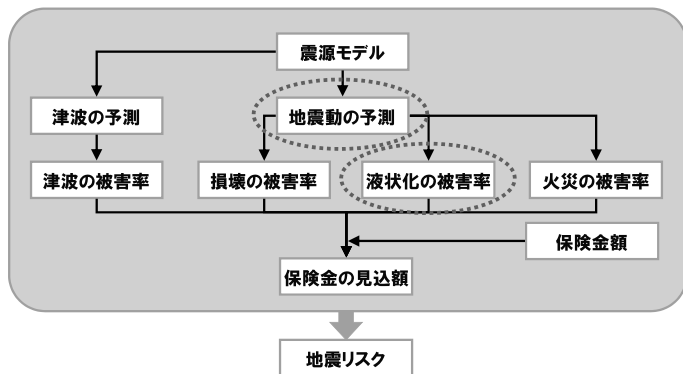 震源モデル
津波の予測
地震動の予測
津波の被害率
損壊の被害率
液状化の被害率
火災の被害率
保険金額
保険金の見込額
地震リスク